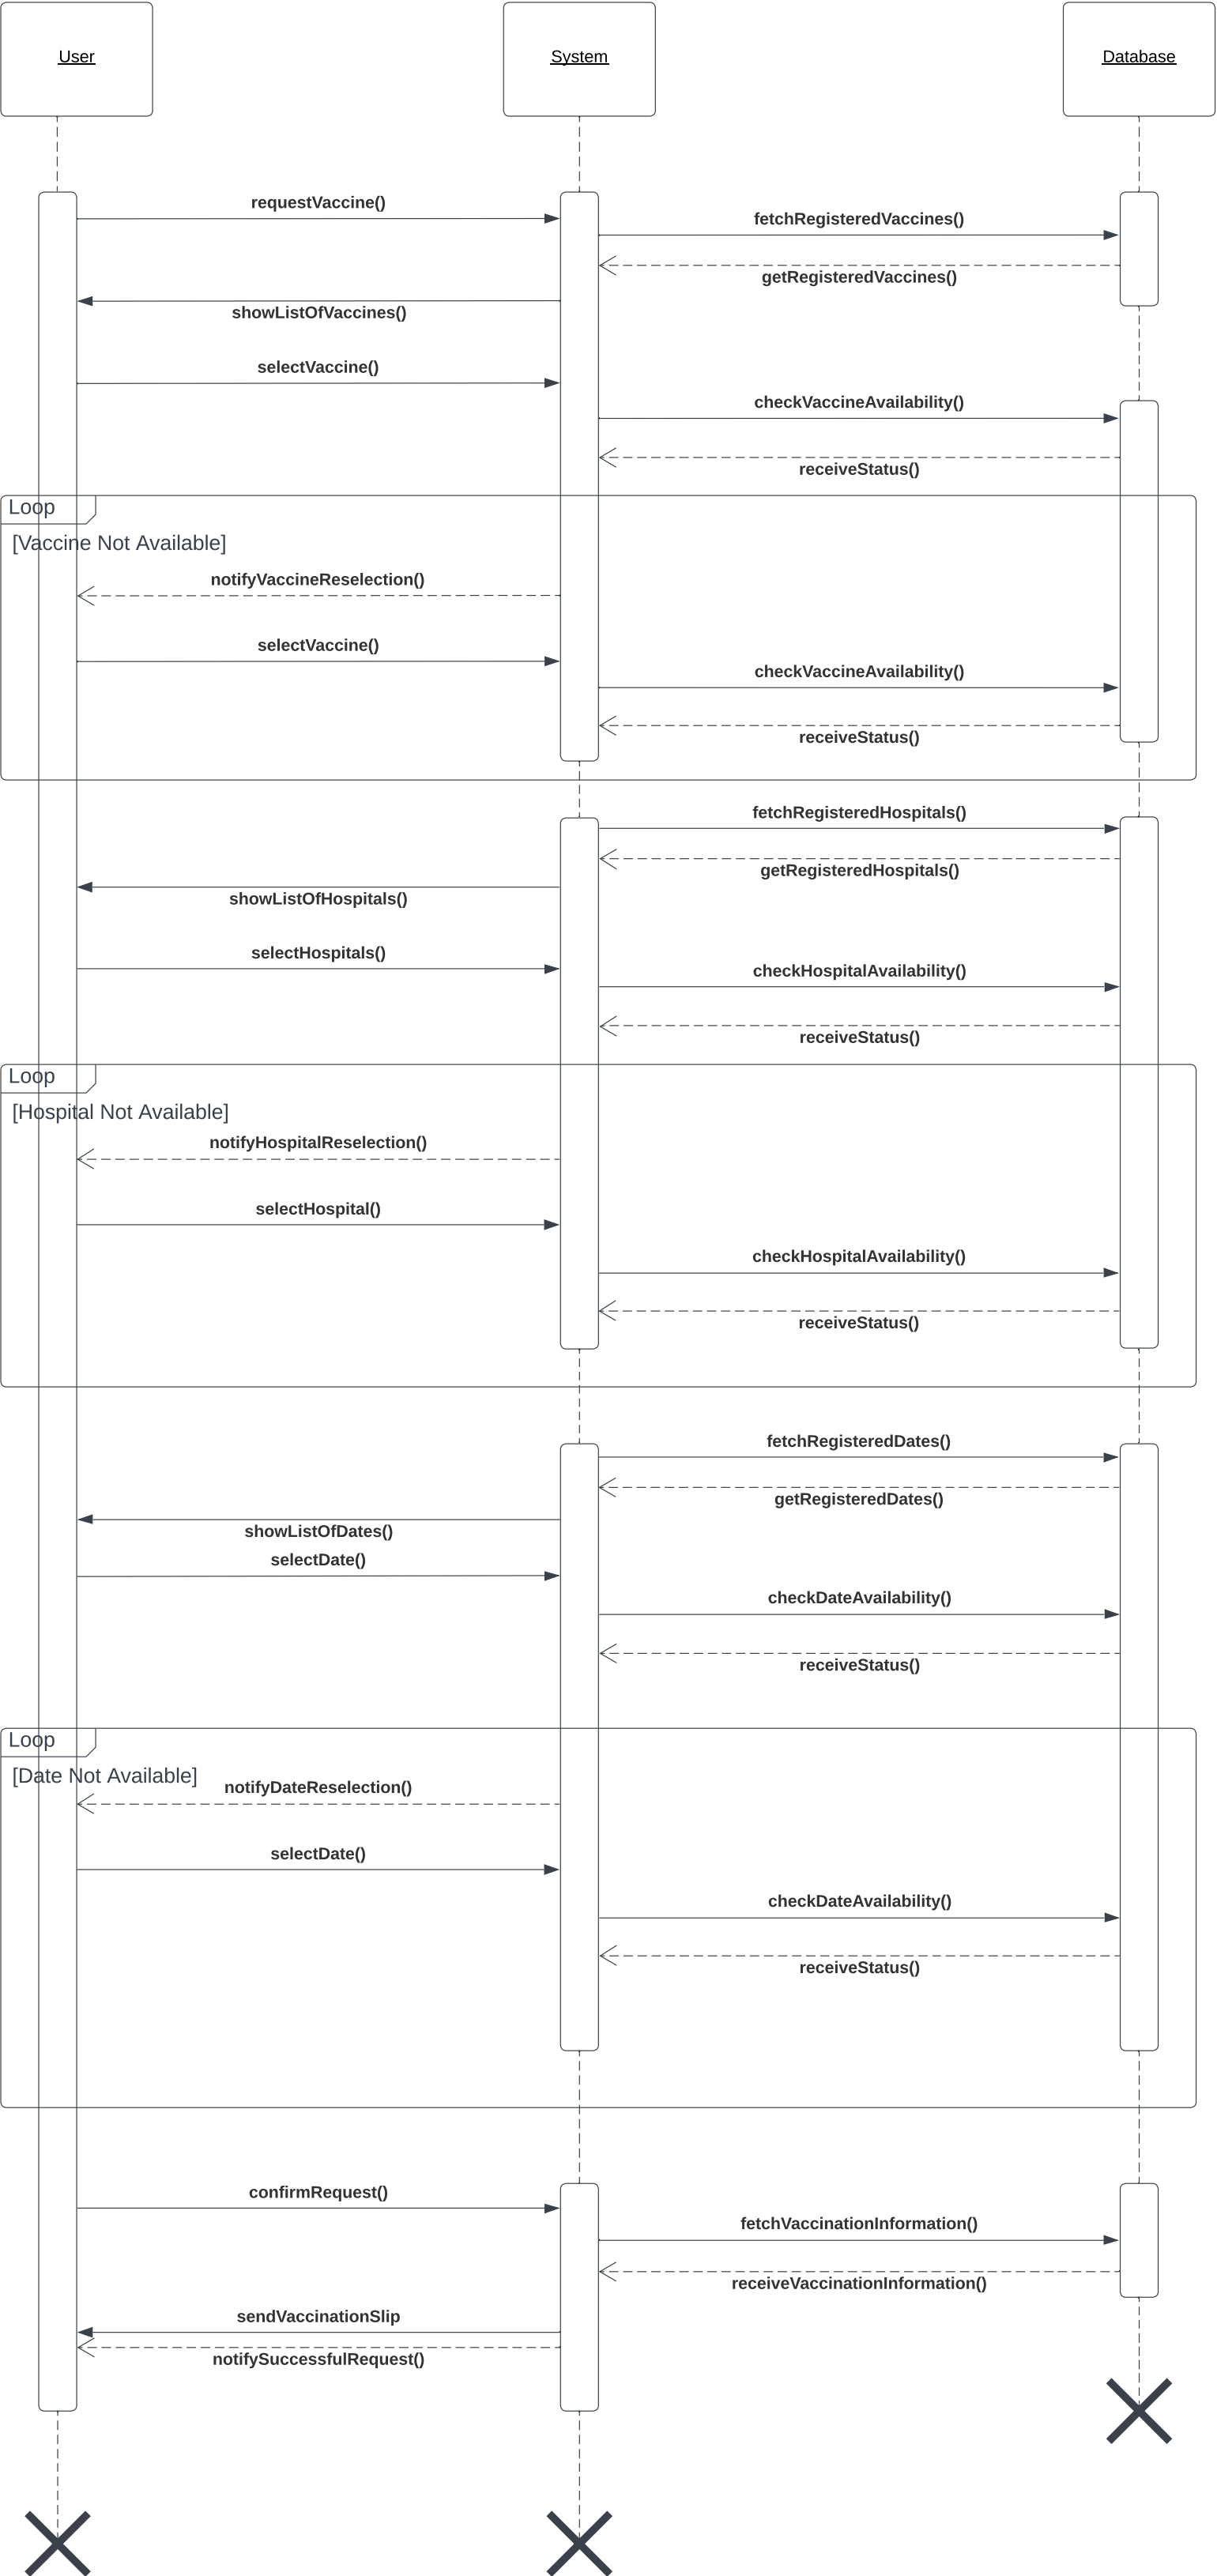 User
System
Database
requestVaccine()
fetchRegisteredVaccines()
getRegisteredVaccines()
showListOfVaccines()
selectVaccine()
checkVaccineAvailability()
receiveStatus()
Loop
[Vaccine Not Available]
notifyVaccineReselection()
selectVaccine()
checkVaccineAvailability()
receiveStatus()
fetchRegisteredHospitals()
getRegisteredHospitals()
showListOfHospitals()
selectHospitals()
checkHospitalAvailability()
receiveStatus()
Loop
[Hospital Not Available]
notifyHospitalReselection()
selectHospital()
checkHospitalAvailability()
receiveStatus()
fetchRegisteredDates()
getRegisteredDates()
showListOfDates()
selectDate()
checkDateAvailability()
receiveStatus()
Loop
[Date Not Available]
notifyDateReselection()
selectDate()
checkDateAvailability()
receiveStatus()
confirmRequest()
fetchVaccinationInformation()
receiveVaccinationInformation()
sendVaccinationSlip
notifySuccessfulRequest()